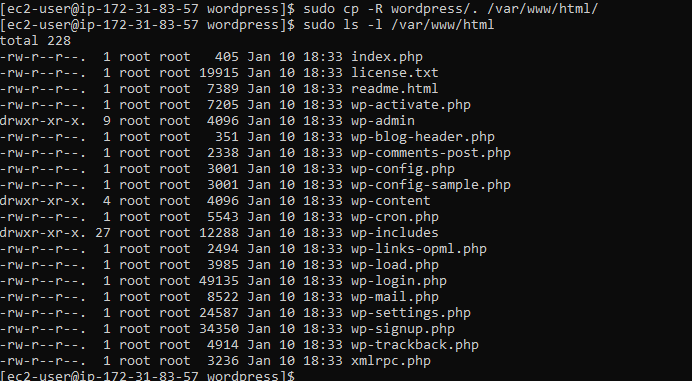 [ec2-user@ip-172-31-83-57 wordpress]$ sudo cp -R wordpress/. /var/www/html/
[ec2-user@ip-172-31-83-57 wordpress]$ sudo ls -l /var/www/html
total 228
-rw-r--r--.  1 root root   405 Jan 10 18:33 index.php
-rw-r--r--.  1 root root 19915 Jan 10 18:33 license.txt
-rw-r--r--.  1 root root  7389 Jan 10 18:33 readme.html
-rw-r--r--.  1 root root  7205 Jan 10 18:33 wp-activate.php
drwxr-xr-x.  9 root root  4096 Jan 10 18:33 wp-admin
-rw-r--r--.  1 root root   351 Jan 10 18:33 wp-blog-header.php
-rw-r--r--.  1 root root  2338 Jan 10 18:33 wp-comments-post.php
-rw-r--r--.  1 root root  3001 Jan 10 18:33 wp-config.php
-rw-r--r--.  1 root root  3001 Jan 10 18:33 wp-config-sample.php
drwxr-xr-x.  4 root root  4096 Jan 10 18:33 wp-content
-rw-r--r--.  1 root root  5543 Jan 10 18:33 wp-cron.php
drwxr-xr-x. 27 root root 12288 Jan 10 18:33 wp-includes
-rw-r--r--.  1 root root  2494 Jan 10 18:33 wp-links-opml.php
-rw-r--r--.  1 root root  3985 Jan 10 18:33 wp-load.php
-rw-r--r--.  1 root root 49135 Jan 10 18:33 wp-login.php
-rw-r--r--.  1 root root  8522 Jan 10 18:33 wp-mail.php
-rw-r--r--.  1 root root 24587 Jan 10 18:33 wp-settings.php
-rw-r--r--.  1 root root 34350 Jan 10 18:33 wp-signup.php
-rw-r--r--.  1 root root  4914 Jan 10 18:33 wp-trackback.php
-rw-r--r--.  1 root root  3236 Jan 10 18:33 xmlrpc.php
[ec2-user@ip-172-31-83-57 wordpress]$